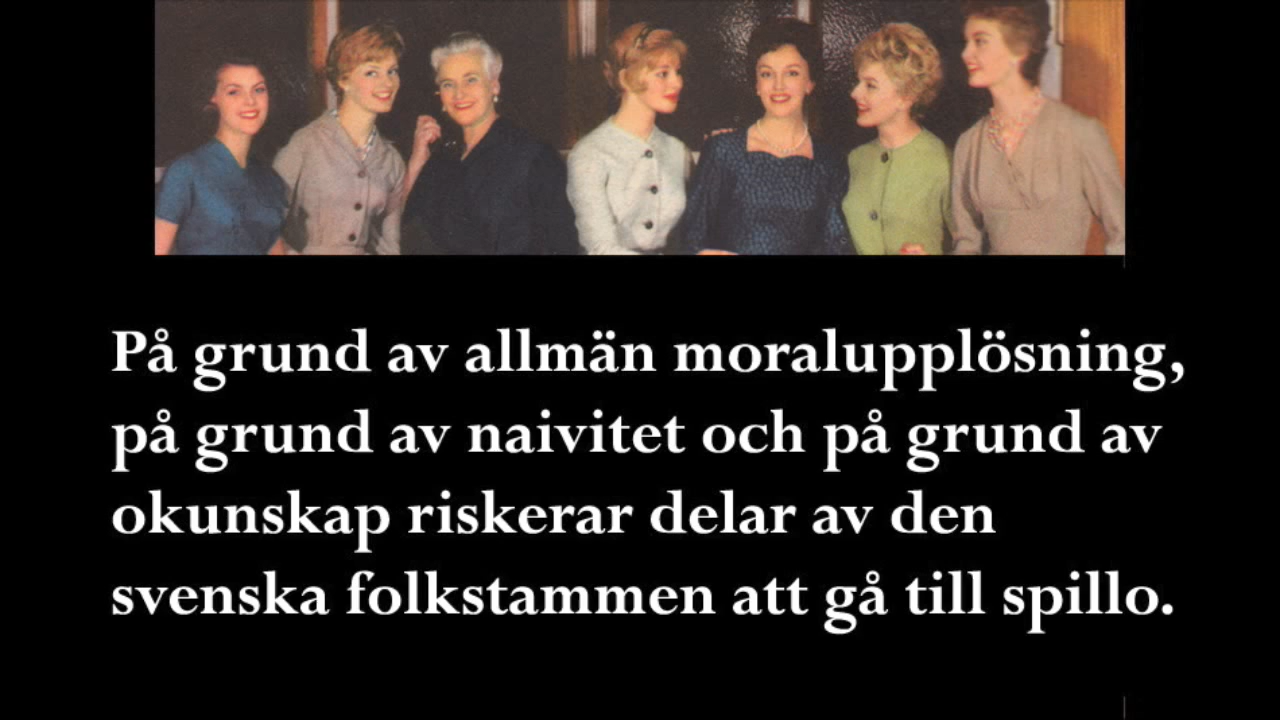 På grund av allmän moralupplösning,
på grund av naivitet och på grund av
okunskap riskerar delar av den
svenska folkstammen att gå till spillo.